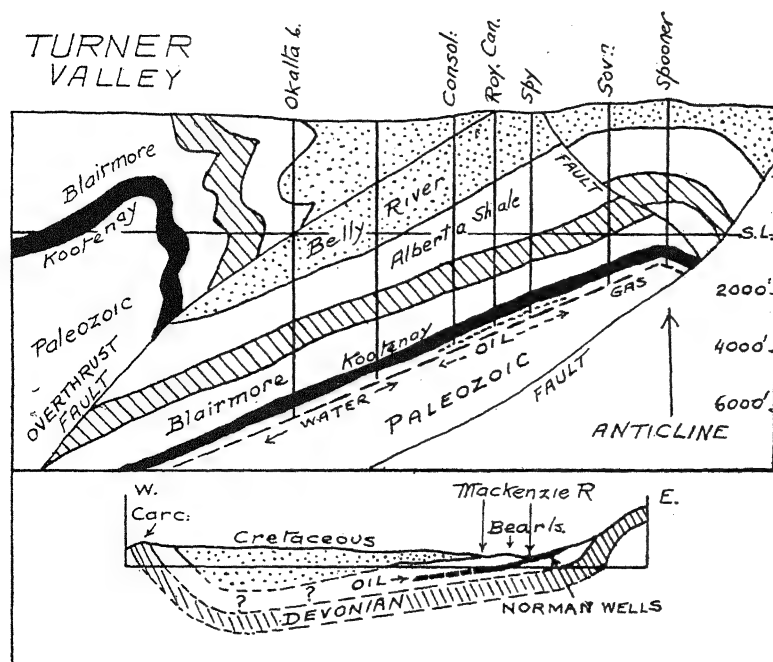 TURNER
VALLEY
Okalta 6.
Consol:
Roy. Can.
Spy
Sov:
Spooner
Blairmore
Kootenay
Belly River
Alberta Shale
FAULT
S.L.
2000'
4000'
6000'
GAS
OIL
Kootenay
WATER
Blairmore
PALEOZOIC
FAULT
Paleozoic
OVERTHRUST
FAULT
ANTICLINE
W.
E.
Carc:
Mackenzie R
Bear Is.
Cretaceous
OIL
? ?
DEVONIAN
NORMAN WELLS